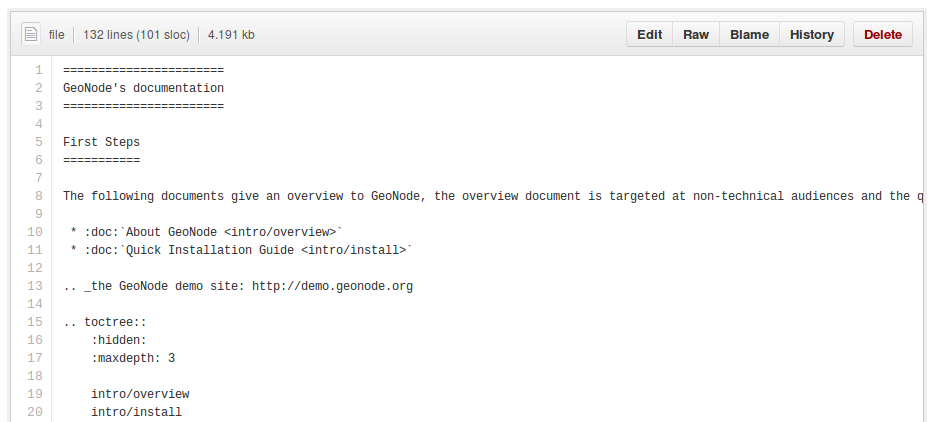 file 132 lines (101 sloc) 4.191 kb Edit Raw Blame History Delete
1 =======================
2 GeoNode's documentation
3 =======================
4
5 First Steps
6 ===========
7
8 The following documents give an overview to GeoNode, the overview document is targeted at non-technical audiences and the q
9
10  * :doc:`About GeoNode <intro/overview>`
11  * :doc:`Quick Installation Guide <intro/install>`
12
13 .. _the GeoNode demo site: http://demo.geonode.org
14
15 .. toctree::
16     :hidden:
17     :maxdepth: 3
18
19     intro/overview
20     intro/install